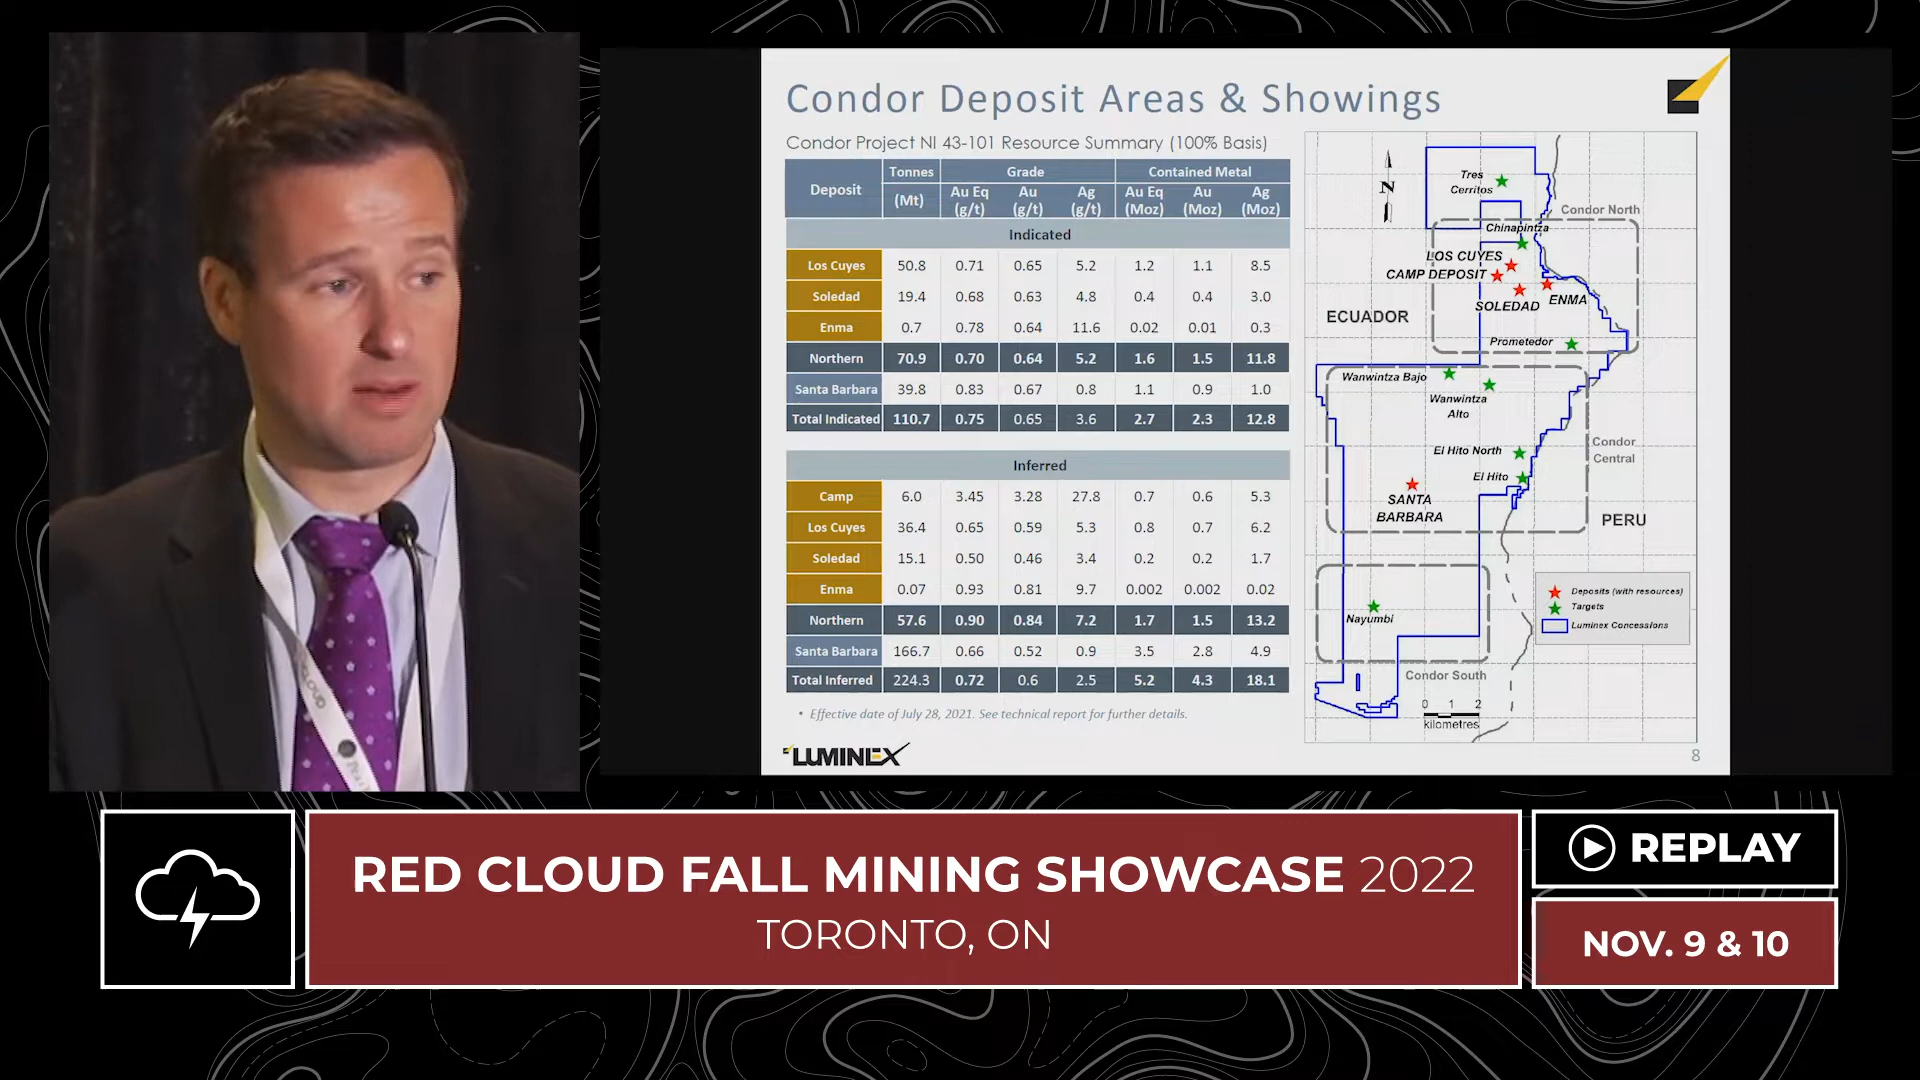 Condor Deposit Areas & Showings
Condor Project NI 43-101 Resource Summary (100% Basis)
Deposit Tonnes Grade Contained Metal
(Mt) Au Eq (g/t) Au (g/t) Ag (g/t) Au Eq (Moz) Au (Moz) Ag (Moz)
Indicated
Los Cuyes 50.8 0.71 0.65 5.2 1.2 1.1 8.5
Soledad 19.4 0.68 0.63 4.8 0.4 0.4 3.0
Enma 0.7 0.78 0.64 11.6 0.02 0.01 0.3
Northern 70.9 0.70 0.64 5.2 1.6 1.5 11.8
Santa Barbara 39.8 0.83 0.67 0.8 1.1 0.9 1.0
Total Indicated 110.7 0.75 0.65 3.6 2.7 2.3 12.8
Inferred
Camp 6.0 3.45 3.28 27.8 0.7 0.6 5.3
Los Cuyes 36.4 0.65 0.59 5.3 0.8 0.7 6.2
Soledad 15.1 0.50 0.46 3.4 0.2 0.2 1.7
Enma 0.07 0.93 0.81 9.7 0.002 0.002 0.02
Northern 57.6 0.90 0.84 7.2 1.7 1.5 13.2
Santa Barbara 166.7 0.66 0.52 0.9 3.5 2.8 4.9
Total Inferred 224.3 0.72 0.6 2.5 5.2 4.3 18.1
• Effective date of July 28, 2021. See technical report for further details.
LUMINEX
N
Tres
Cerritos
Condor North
Chinapintza
LOS CUYES
CAMP DEPOSIT
SOLEDAD
ENMA
ECUADOR
Prometedor
Wanwintza Bajo
Wanwintza
Alto
Condor
Central
El Hito North
El Hito
SANTA
BARBARA
PERU
Deposits (with resources)
Targets
Luminex Concessions
Nayumbi
Condor South
0 1 2
kilometres
8
RED CLOUD FALL MINING SHOWCASE 2022
TORONTO, ON
REPLAY
NOV. 9 & 10